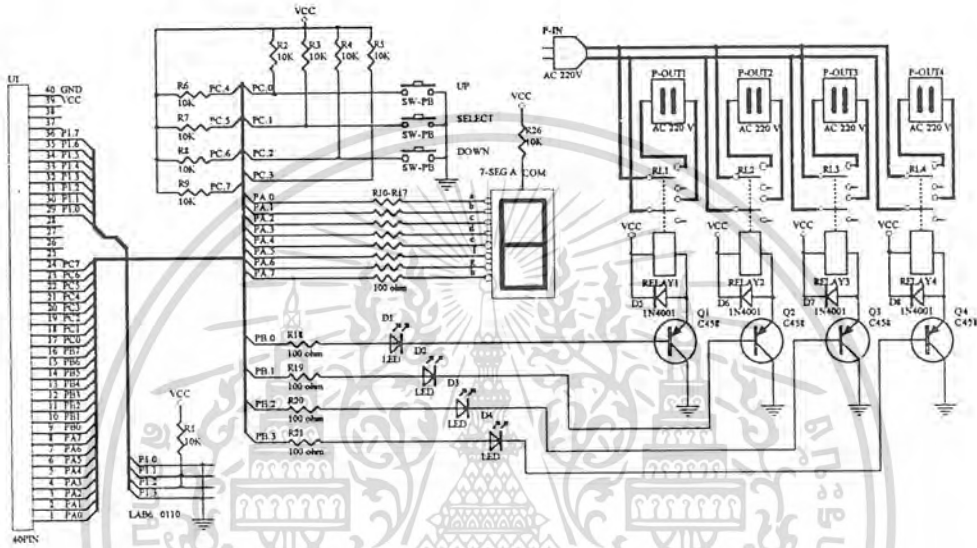 VCC
R2 10K
R3 10K
R4 10K
R5 10K
P-IN
AC 220 V
P-OUT1
P-OUT2
P-OUT3
P-OUT4
AC 220 V
AC 220 V
AC 220 V
AC 220 V
U1
R6 10K
PC.4
PC.0
SW-PB
UP
R7 10K
PC.5
PC.1
SW-PB
SELECT
R8 10K
PC.6
PC.2
SW-PB
DOWN
R9 10K
PC.7
PC.3
VCC
R26 10K
7-SEG A COM
RL1
RL2
RL3
RL4
R10-R17
PA.0
a
PA.1
b
PA.2
c
PA.3
d
PA.4
e
PA.5
PA.6
PA.7
100 ohm
VCC
VCC
VCC
VCC
RELAY1
RELAY2
RELAY3
RELAY4
D5
1N4001
D6
1N4001
D7
1N4001
D8
1N4001
Q1
C458
Q2
C458
Q3
C458
Q4
C458
PB.0
R18
100 ohm
D1
LED
PB.1
R19
100 ohm
D2
LED
PB.2
R20
100 ohm
D3
LED
PB.3
R21
100 ohm
D4
LED
40 GND
39 VCC
38
37
36 P1.7
35 P1.6
34 P1.5
33 P1.4
32 P1.3
31 P1.2
30 P1.1
29 P1.0
28
27
26
25
24 PC7
23 PC6
22 PC5
21 PC4
20 PC3
19 PC2
18 PC1
17 PC0
16 PB7
15 PB6
14 PB5
13 PB4
12 PB3
11 PB2
10 PB1
9 PB0
8 PA7
7 PA6
6 PA5
5 PA4
4 PA3
3 PA2
2 PA1
1 PA0
40PIN
VCC
R1
10K
P1.0
P1.1
P1.2
P1.3
LAB6 0110